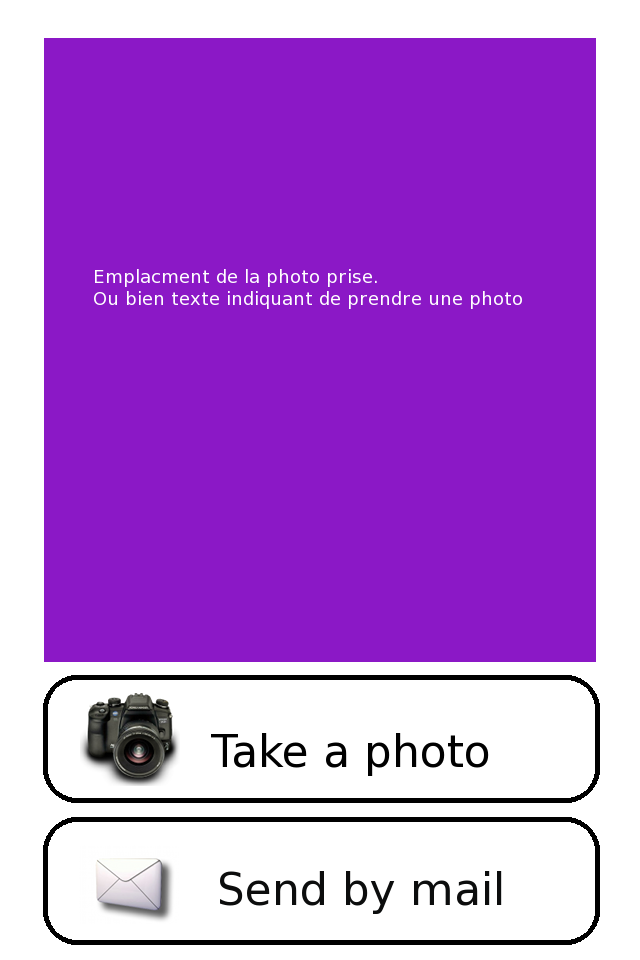 Emplacment de la photo prise.
Ou bien texte indiquant de prendre une photo
Take a photo
Send by mail